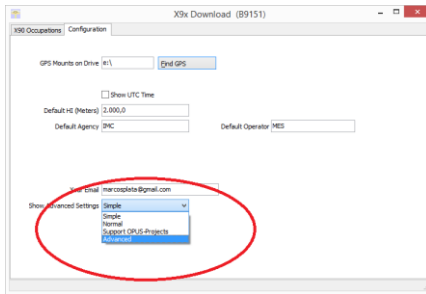 X9x Download (B9151)
X90 Occupations Configuration
GPS Mounts on Drive e:\ Find GPS
Show UTC Time
Default HI (Meters) 2.000,0
Default Agency IMC Default Operator MES
Your Email marcosplata@gmail.com
Show Advanced Settings Simple
Simple
Normal
Support OPUS-Projects
Advanced